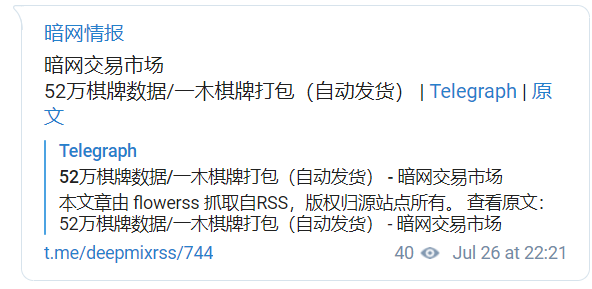 暗网情报
暗网交易市场
52万棋牌数据/一木棋牌打包（自动发货） | Telegraph | 原
文
Telegraph
52万棋牌数据/一木棋牌打包（自动发货） - 暗网交易市场
本文章由 flowerss 抓取自RSS，版权归源站点所有。 查看原文：
52万棋牌数据/一木棋牌打包（自动发货） - 暗网交易市场
t.me/deepmixrss/744 40 Jul 26 at 22:21